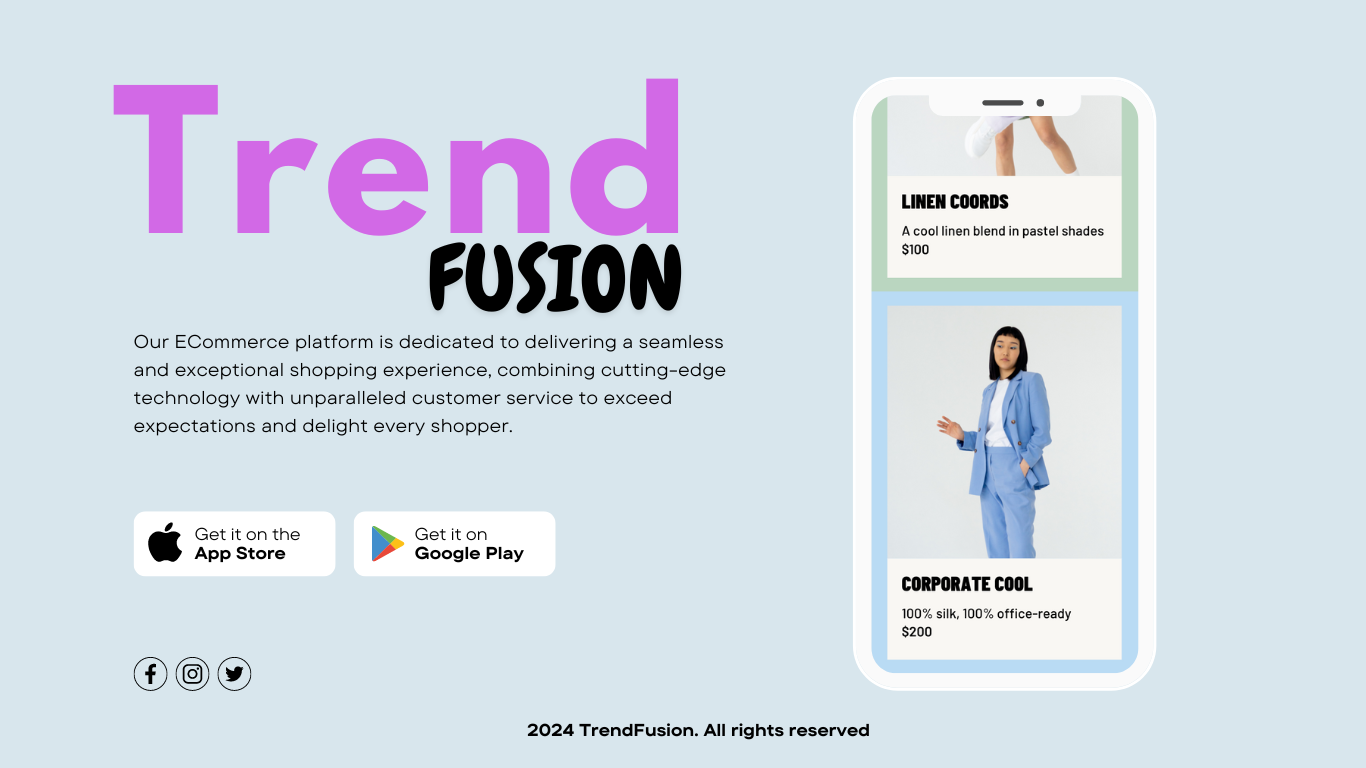 Trend
FUSION
Our ECommerce platform is dedicated to delivering a seamless
and exceptional shopping experience, combining cutting-edge
technology with unparalleled customer service to exceed
expectations and delight every shopper.
Get it on the
App Store
Get it on
Google Play
LINEN COORDS
A cool linen blend in pastel shades
$100
CORPORATE COOL
100% silk, 100% office-ready
$200
2024 TrendFusion. All rights reserved